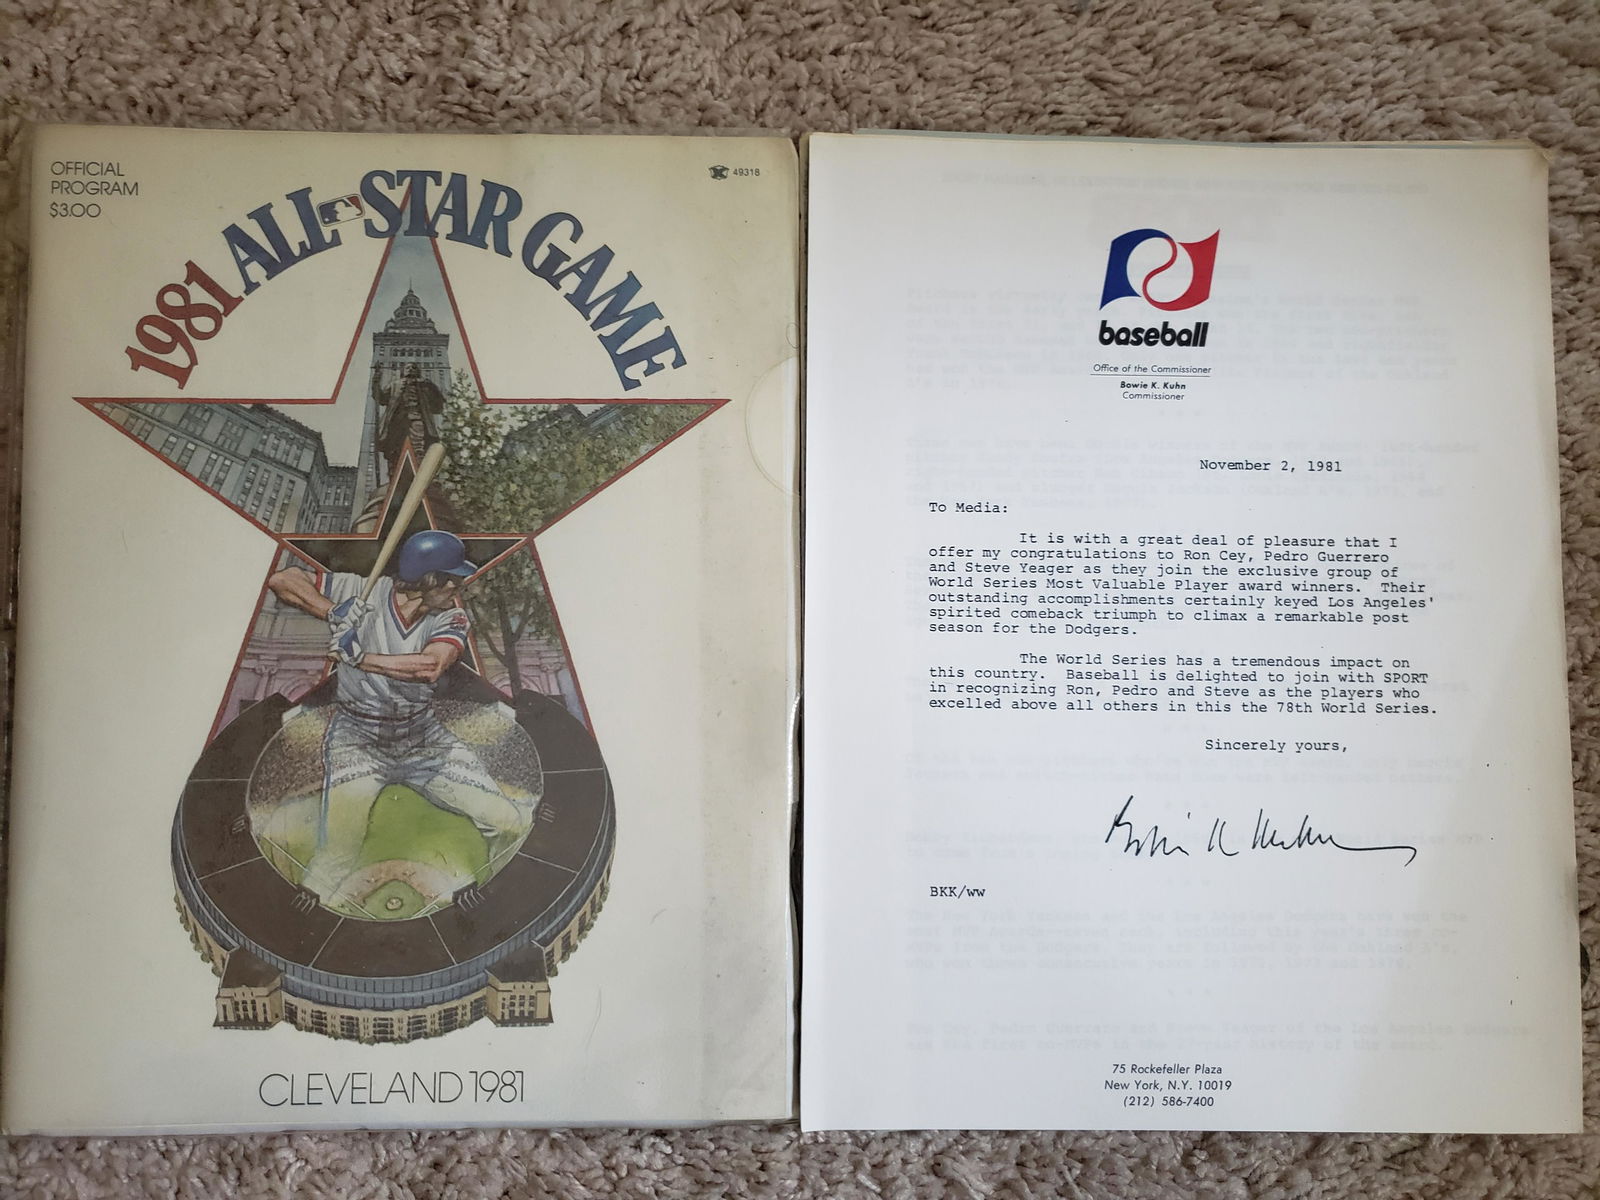 OFFICIAL
PROGRAM
$3.00
49318
1981 ALL STAR GAME
CLEVELAND 1981
baseball
Office of the Commissioner
Bowie K. Kuhn
Commissioner
November 2, 1981
To Media:
It is with a great deal of pleasure that I
offer my congratulations to Ron Cey, Pedro Guerrero
and Steve Yeager as they join the exclusive group of
World Series Most Valuable Player award winners. Their
outstanding accomplishments certainly keyed Los Angeles'
spirited comeback triumph to climax a remarkable post
season for the Dodgers.
The World Series has a tremendous impact on
this country. Baseball is delighted to join with SPORT
in recognizing Ron, Pedro and Steve as the players who
excelled above all others in this the 78th World Series.
Sincerely yours,
Bowie K Kuhn
BKK/ww
75 Rockefeller Plaza
New York, N.Y. 10019
(212) 586-7400